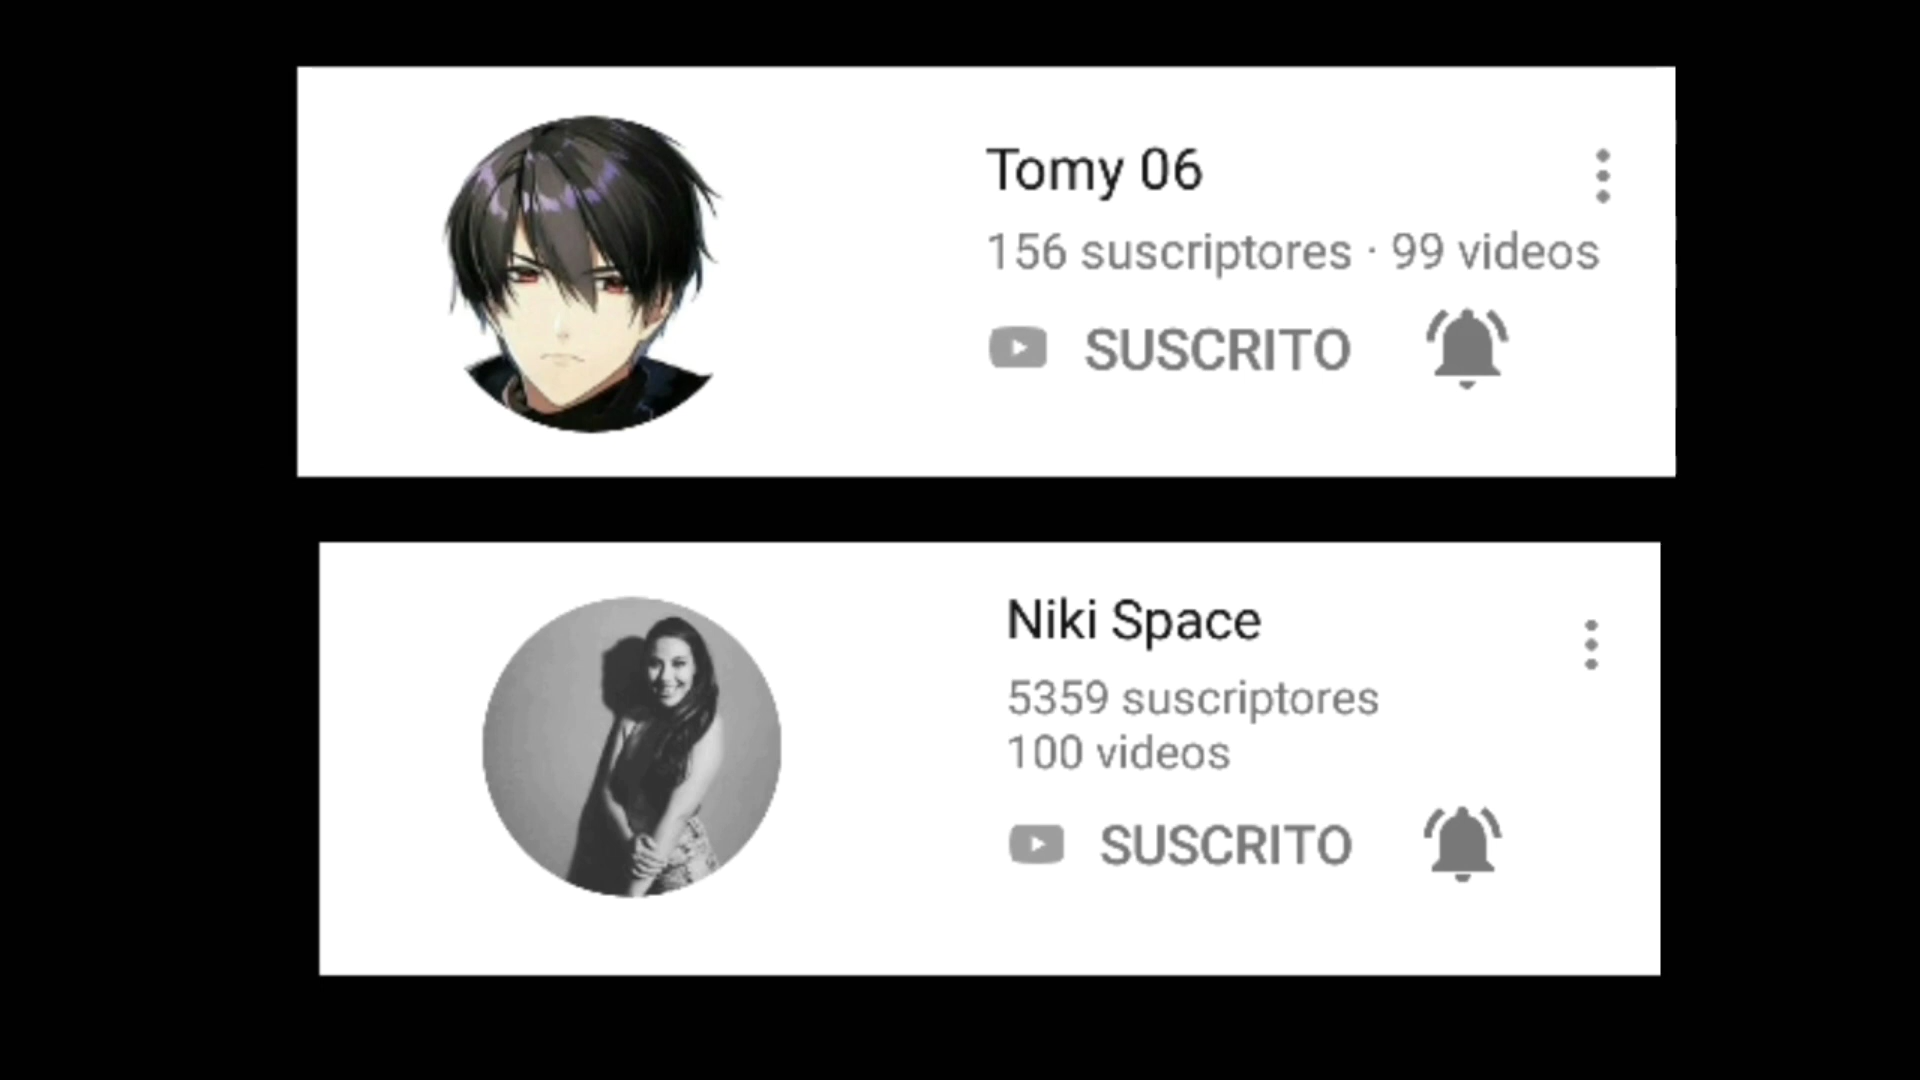 Tomy 06
156 suscriptores · 99 videos
SUSCRITO
Niki Space
5359 suscriptores
100 videos
SUSCRITO